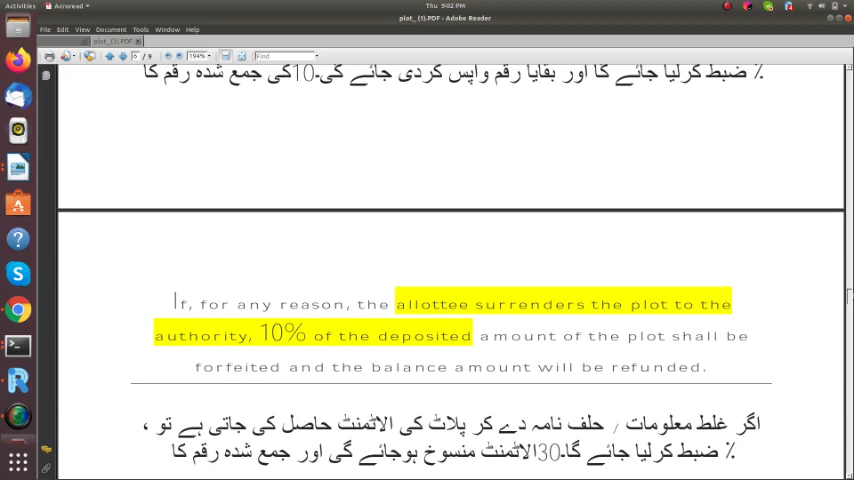 Activities
Acroread
Thu 9:02 PM
plot_ (1).PDF - Adobe Reader
File Edit View Document Tools Window Help
plot_ (1).PDF
6 / 9
194%
Find
% ضبط کرلیا جائے گا اور بقایا رقم واپس کردی جائے گی۔10کی جمع شدہ رقم کا
If, for any reason, the allottee surrenders the plot to the
authority, 10% of the deposited amount of the plot shall be
forfeited and the balance amount will be refunded.
اگر غلط معلومات / حلف نامہ دے کر پلاٹ کی الاٹمنٹ حاصل کی جاتی ہے تو ،
% ضبط کرلیا جائے گا۔30الاٹمنٹ منسوخ ہوجائے گی اور جمع شدہ رقم کا